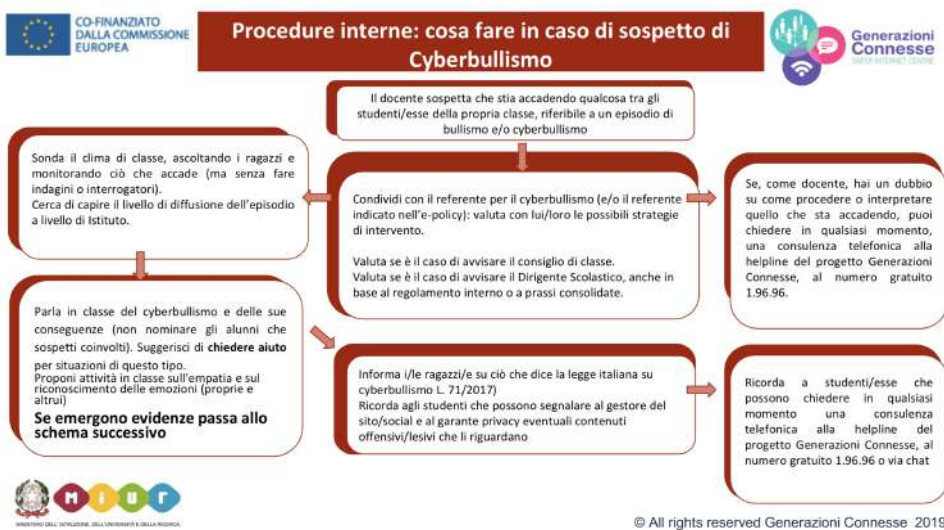 CO-FINANZIATO
DALLA COMMISSIONE
EUROPEA
Procedure interne: cosa fare in caso di sospetto di
Cyberbullismo
Generazioni
Connesse
SAFER INTERNET CENTRE
Il docente sospetta che stia accadendo qualcosa tra gli
studenti/esse della propria classe, riferibile a un episodio di
bullismo e/o cyberbullismo
Sonda il clima di classe, ascoltando i ragazzi e
monitorando ciò che accade (ma senza fare
indagini o interrogatori).
Cerca di capire il livello di diffusione dell'episodio
a livello di Istituto.
Condividi con il referente per il cyberbullismo (e/o il referente
indicato nell'e-policy): valuta con lui/loro le possibili strategie
di intervento.
Valuta se è il caso di avvisare il consiglio di classe.
Valuta se è il caso di avvisare il Dirigente Scolastico, anche in
base al regolamento interno o a prassi consolidate.
Se, come docente, hai un dubbio
su come procedere o interpretare
quello che sta accadendo, puoi
chiedere in qualsiasi momento,
una consulenza telefonica alla
helpline del progetto Generazioni
Connesse, al numero gratuito
1.96.96.
Parla in classe del cyberbullismo e delle sue
conseguenze (non nominare gli alunni che
sospetti coinvolti). Suggerisci di chiedere aiuto
per situazioni di questo tipo.
Proponi attività in classe sull'empatia e sul
riconoscimento delle emozioni (proprie e
altrui)
Se emergono evidenze passa allo
schema successivo
Informa i/le ragazzi/e su ciò che dice la legge italiana su
cyberbullismo L. 71/2017)
Ricorda agli studenti che possono segnalare al gestore del
sito/social e al garante privacy eventuali contenuti
offensivi/lesivi che li riguardano
Ricorda a studenti/esse che
possono chiedere in qualsiasi
momento una consulenza
telefonica alla helpline del
progetto Generazioni Connesse, al
numero gratuito 1.96.96 o via chat
miur
MINISTERO DELL'ISTRUZIONE, DELL'UNIVERSITÀ E DELLA RICERCA
© All rights reserved Generazioni Connesse 2019